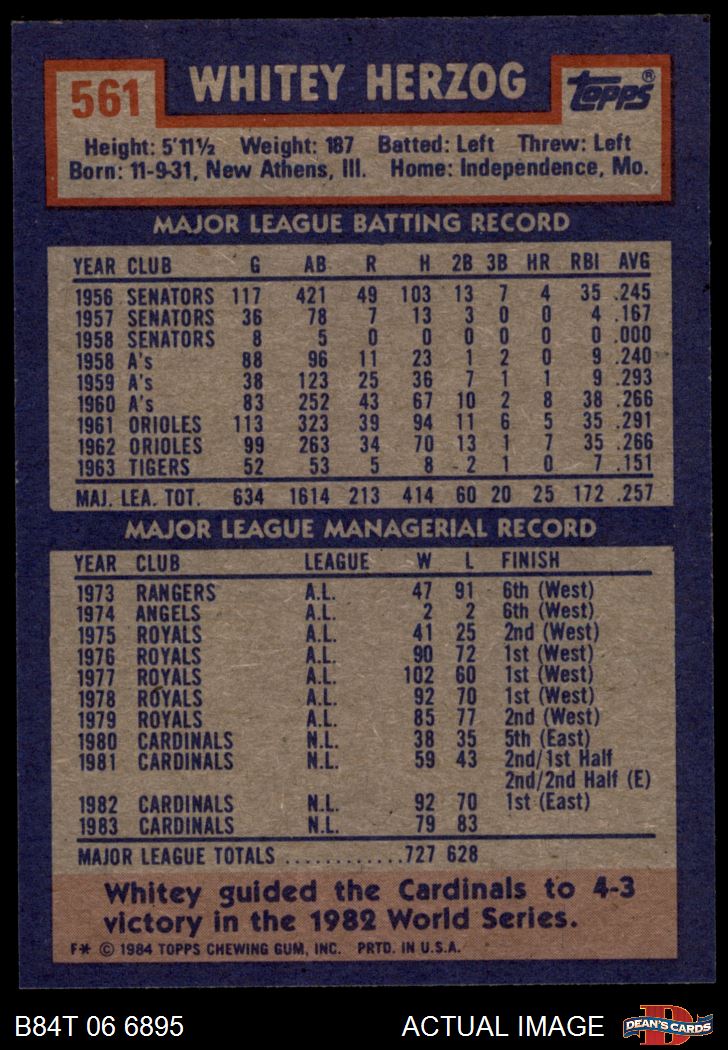 561
WHITEY HERZOG
Topps®
Height: 5'11½ Weight: 187 Batted: Left Threw: Left
Born: 11-9-31, New Athens, Ill. Home: Independence, Mo.
MAJOR LEAGUE BATTING RECORD
YEAR CLUB G AB R H 2B 3B HR RBI AVG
1956 SENATORS 117 421 49 103 13 7 4 35 .245
1957 SENATORS 36 78 7 13 3 0 0 4 .167
1958 SENATORS 8 5 0 0 0 0 0 0 .000
1958 A's 88 96 11 23 1 2 0 9 .240
1959 A's 38 123 25 36 7 1 1 9 .293
1960 A's 83 252 43 67 10 2 8 38 .266
1961 ORIOLES 113 323 39 94 11 6 5 35 .291
1962 ORIOLES 99 263 34 70 13 1 7 35 .266
1963 TIGERS 52 53 5 8 2 1 0 7 .151
MAJ. LEA. TOT. 634 1614 213 414 60 20 25 172 .257
MAJOR LEAGUE MANAGERIAL RECORD
YEAR CLUB LEAGUE W L FINISH
1973 RANGERS A.L. 47 91 6th (West)
1974 ANGELS A.L. 2 2 6th (West)
1975 ROYALS A.L. 41 25 2nd (West)
1976 ROYALS A.L. 90 72 1st (West)
1977 ROYALS A.L. 102 60 1st (West)
1978 ROYALS A.L. 92 70 1st (West)
1979 ROYALS A.L. 85 77 2nd (West)
1980 CARDINALS N.L. 38 35 5th (East)
1981 CARDINALS N.L. 59 43 2nd/1st Half
2nd/2nd Half (E)
1982 CARDINALS N.L. 92 70 1st (East)
1983 CARDINALS N.L. 79 83
MAJOR LEAGUE TOTALS ............727 628
Whitey guided the Cardinals to 4-3
victory in the 1982 World Series.
F* © 1984 TOPPS CHEWING GUM, INC. PRTD. IN U.S.A.
B84T 06 6895
ACTUAL IMAGE
D
DEAN'S CARDS